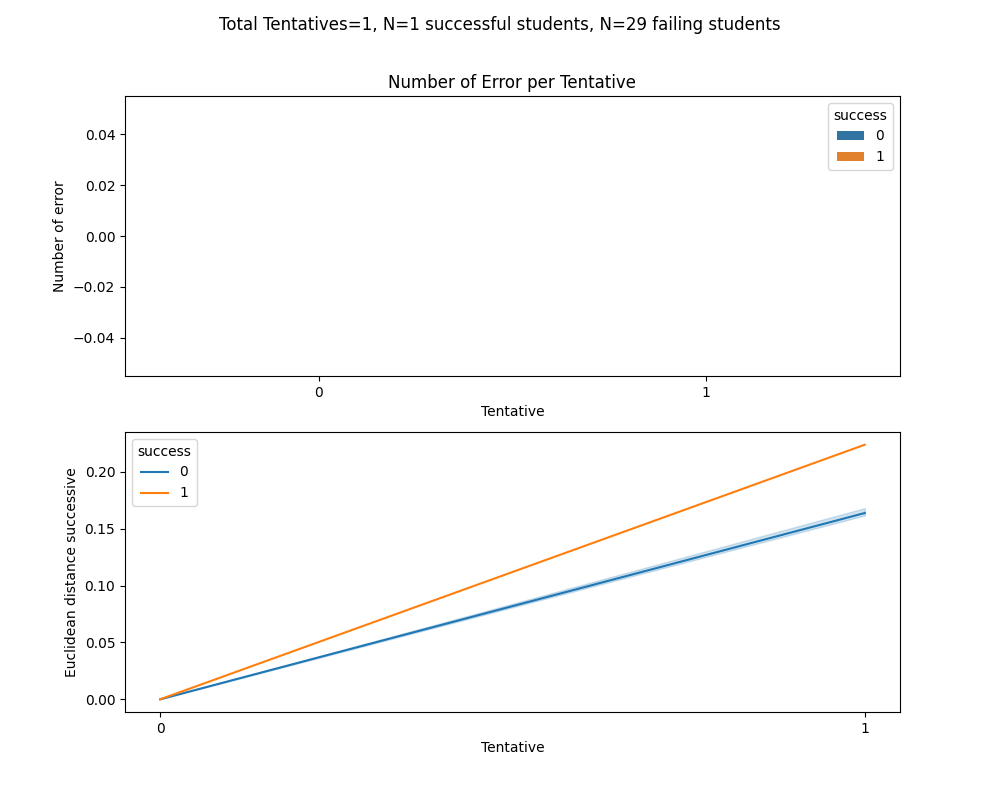 Total Tentatives=1, N=1 successful students, N=29 failing students
Number of Error per Tentative
success
0
1
0.04
0.02
0.00
−0.02
−0.04
Number of error
0 1
Tentative
success
0
1
0.20
0.15
0.10
0.05
0.00
Euclidean distance successive
0 1
Tentative